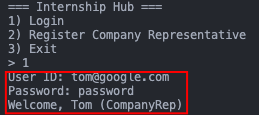 === Internship Hub ===
1) Login
2) Register Company Representative
3) Exit
> 1
User ID: tom@google.com
Password: password
Welcome, Tom (CompanyRep)